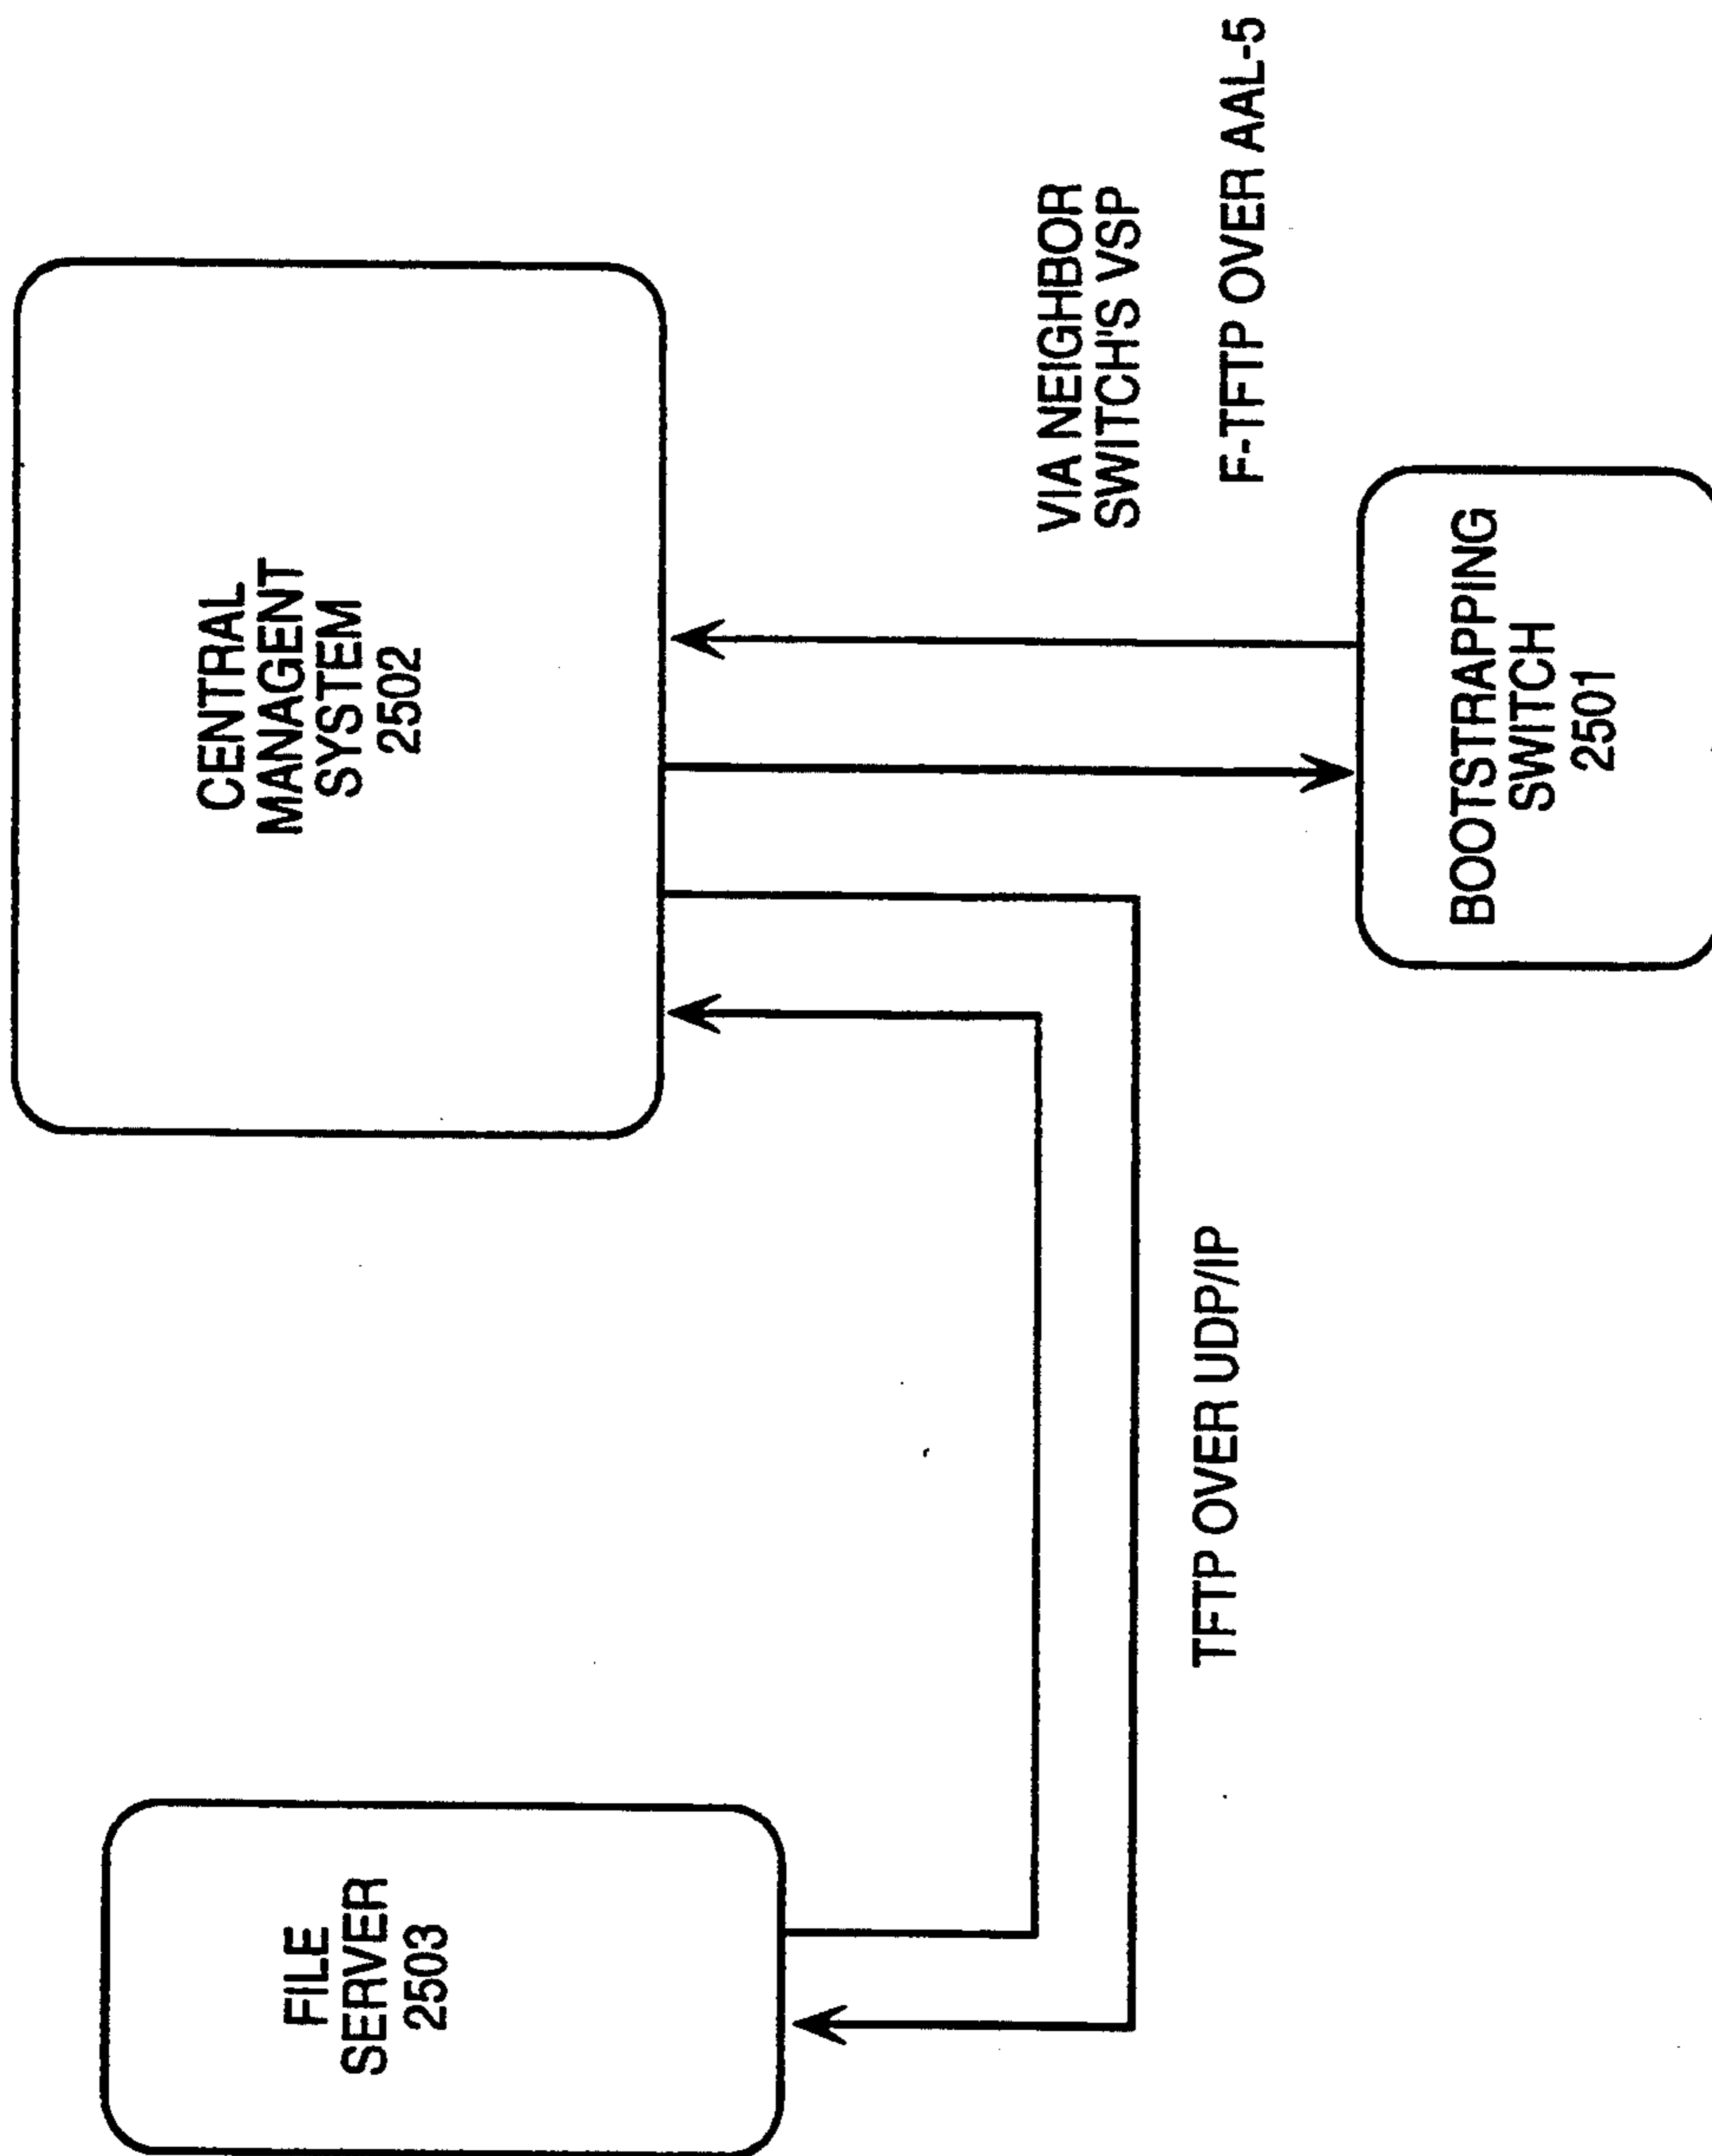 FILE
SERVER
2503
CENTRAL
MANAGENT
SYSTEM
2502
TFTP OVER UDP/IP
VIA NEIGHBOR
SWITCH'S VSP
F-TFTP OVER AAL-5
BOOTSTRAPPING
SWITCH
2501